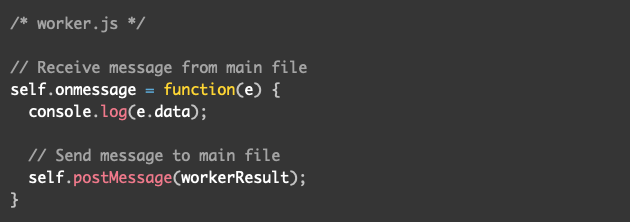 /* worker.js */
// Receive message from main file
self.onmessage = function(e) {
  console.log(e.data);
  // Send message to main file
  self.postMessage(workerResult);
}